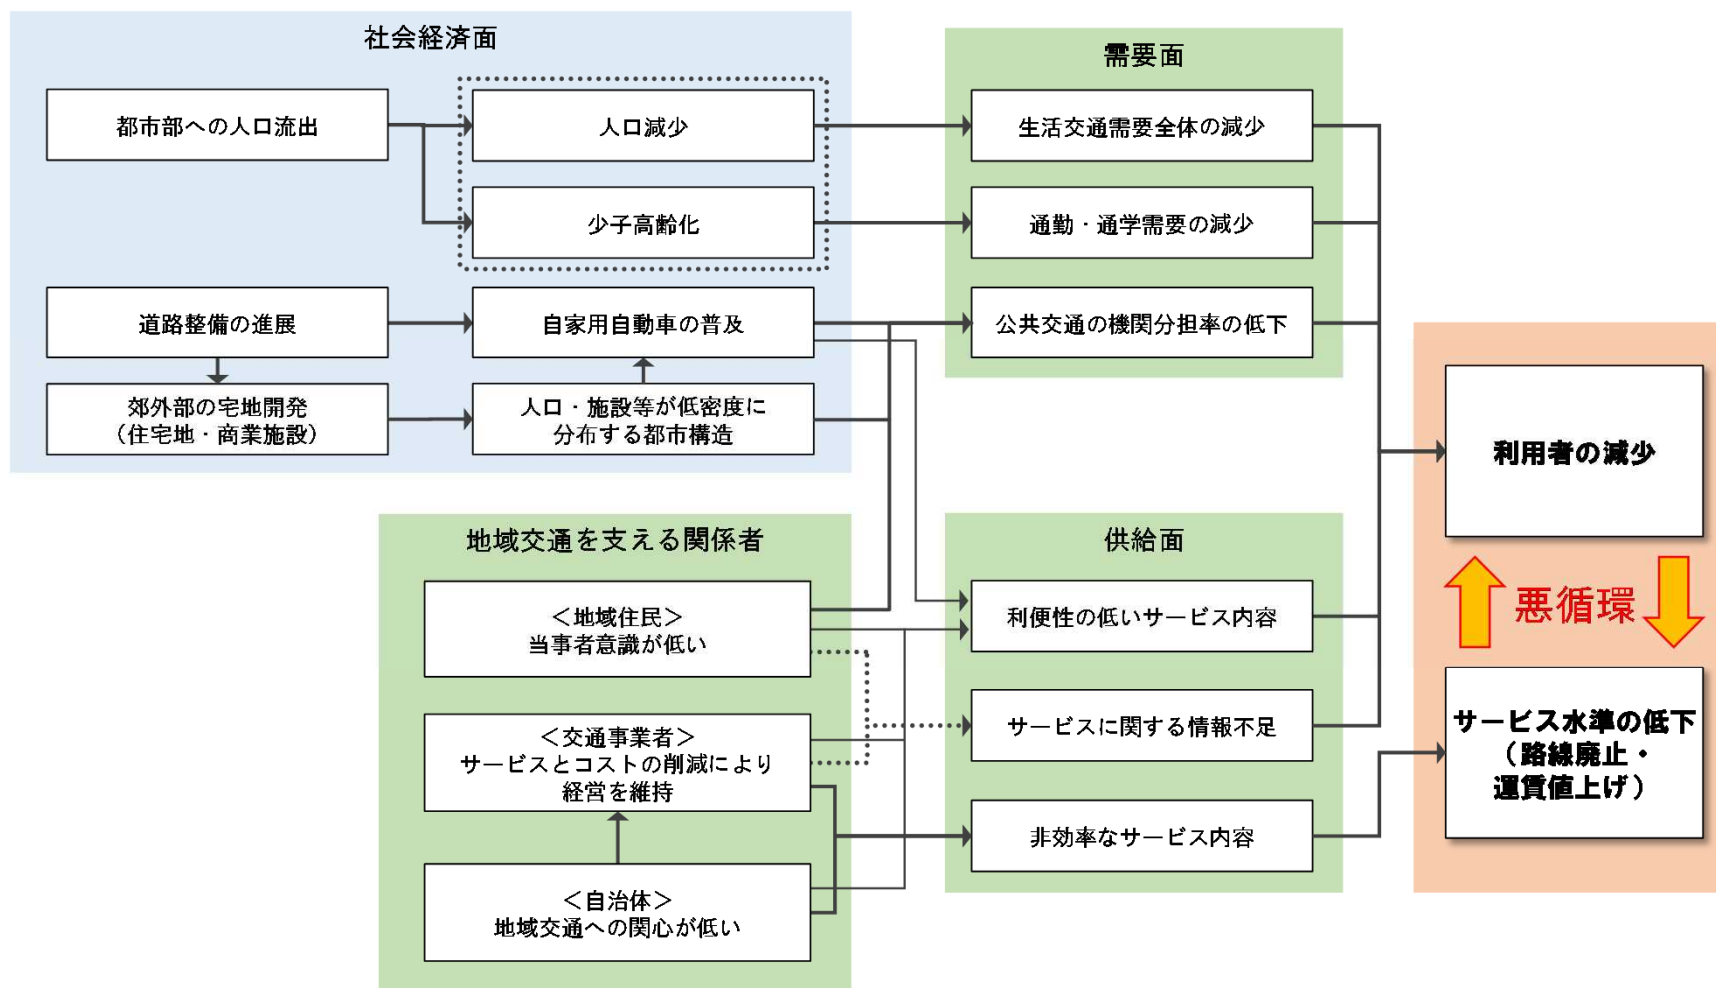 社会経済面
都市部への人口流出
人口減少
少子高齢化
道路整備の進展
自家用自動車の普及
郊外部の宅地開発
（住宅地・商業施設）
人口・施設等が低密度に
分布する都市構造
需要面
生活交通需要全体の減少
通勤・通学需要の減少
公共交通の機関分担率の低下
地域交通を支える関係者
＜地域住民＞
当事者意識が低い
＜交通事業者＞
サービスとコストの削減により
経営を維持
＜自治体＞
地域交通への関心が低い
供給面
利便性の低いサービス内容
サービスに関する情報不足
非効率なサービス内容
利用者の減少
悪循環
サービス水準の低下
（路線廃止・
運賃値上げ）